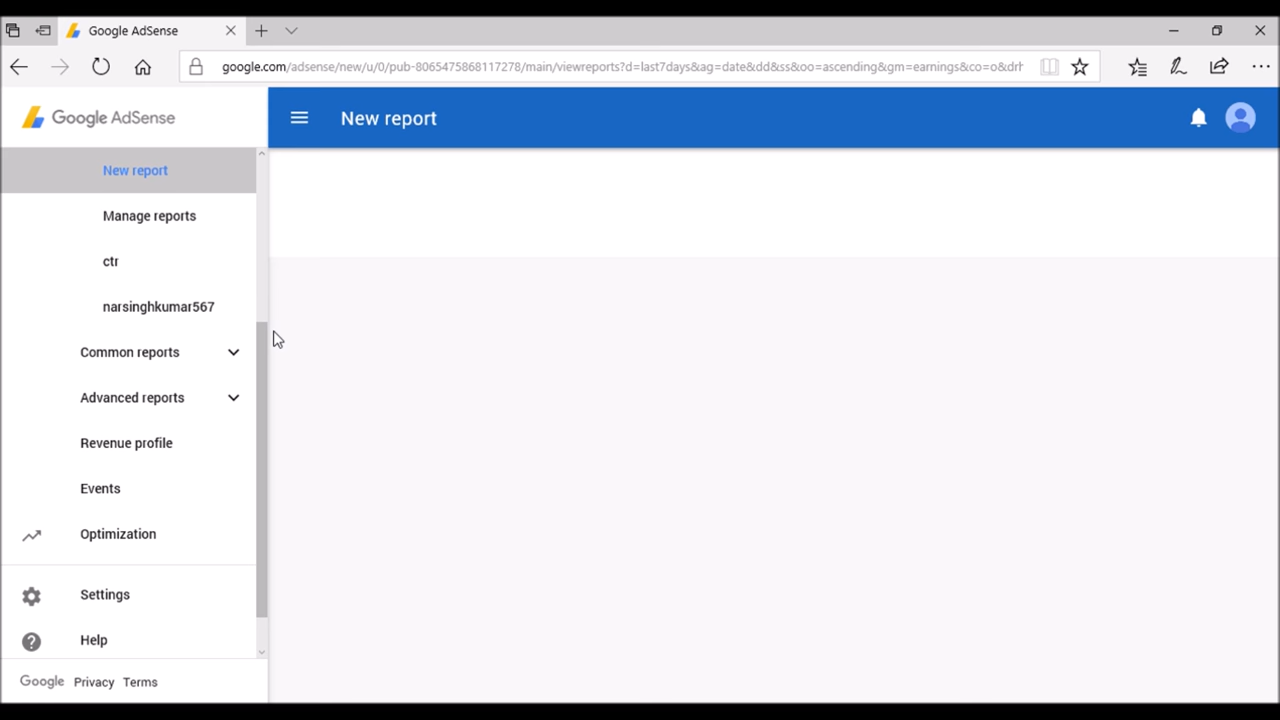 Google AdSense
google.com/adsense/new/u/0/pub-8065475868117278/main/viewreports?d=last7days&ag=date&dd&ss&oo=ascending&gm=earnings&co=o&drh
Google AdSense
New report
New report
Manage reports
ctr
narsinghkumar567
Common reports
Advanced reports
Revenue profile
Events
Optimization
Settings
Help
Google Privacy Terms